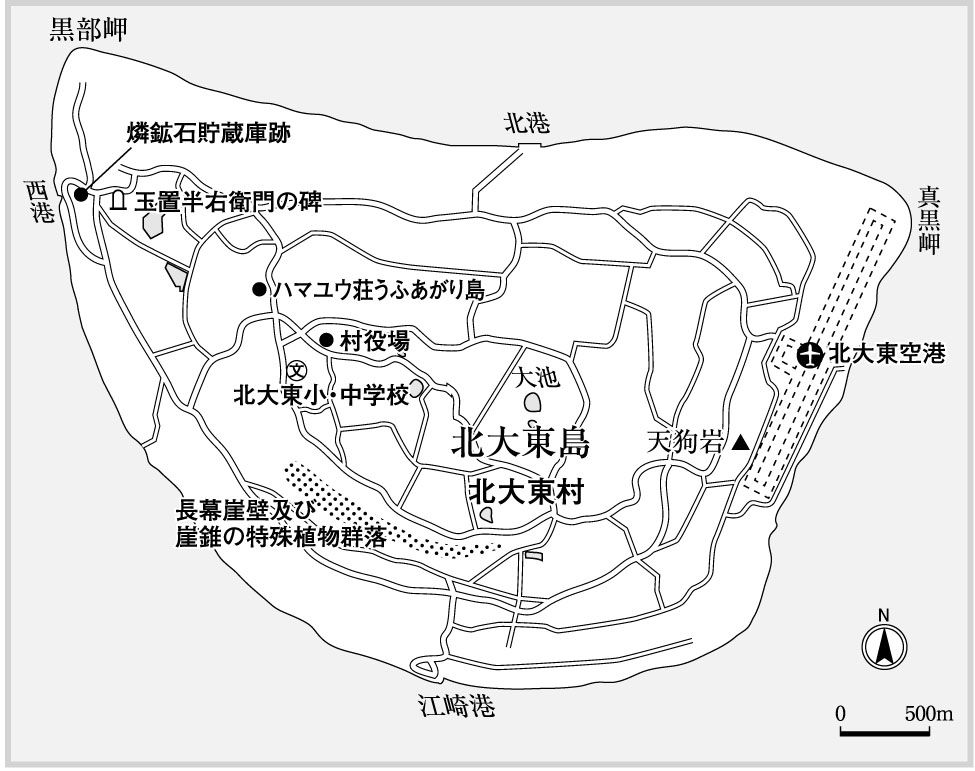 黒部岬
燐鉱石貯蔵庫跡
北港
西港
玉置半右衛門の碑
真黒岬
ハマユウ荘うふあがり島
村役場
北大東空港
文
大池
北大東小・中学校
北大東島
天狗岩
北大東村
長幕崖壁及び
崖錐の特殊植物群落
N
江崎港
0 500m